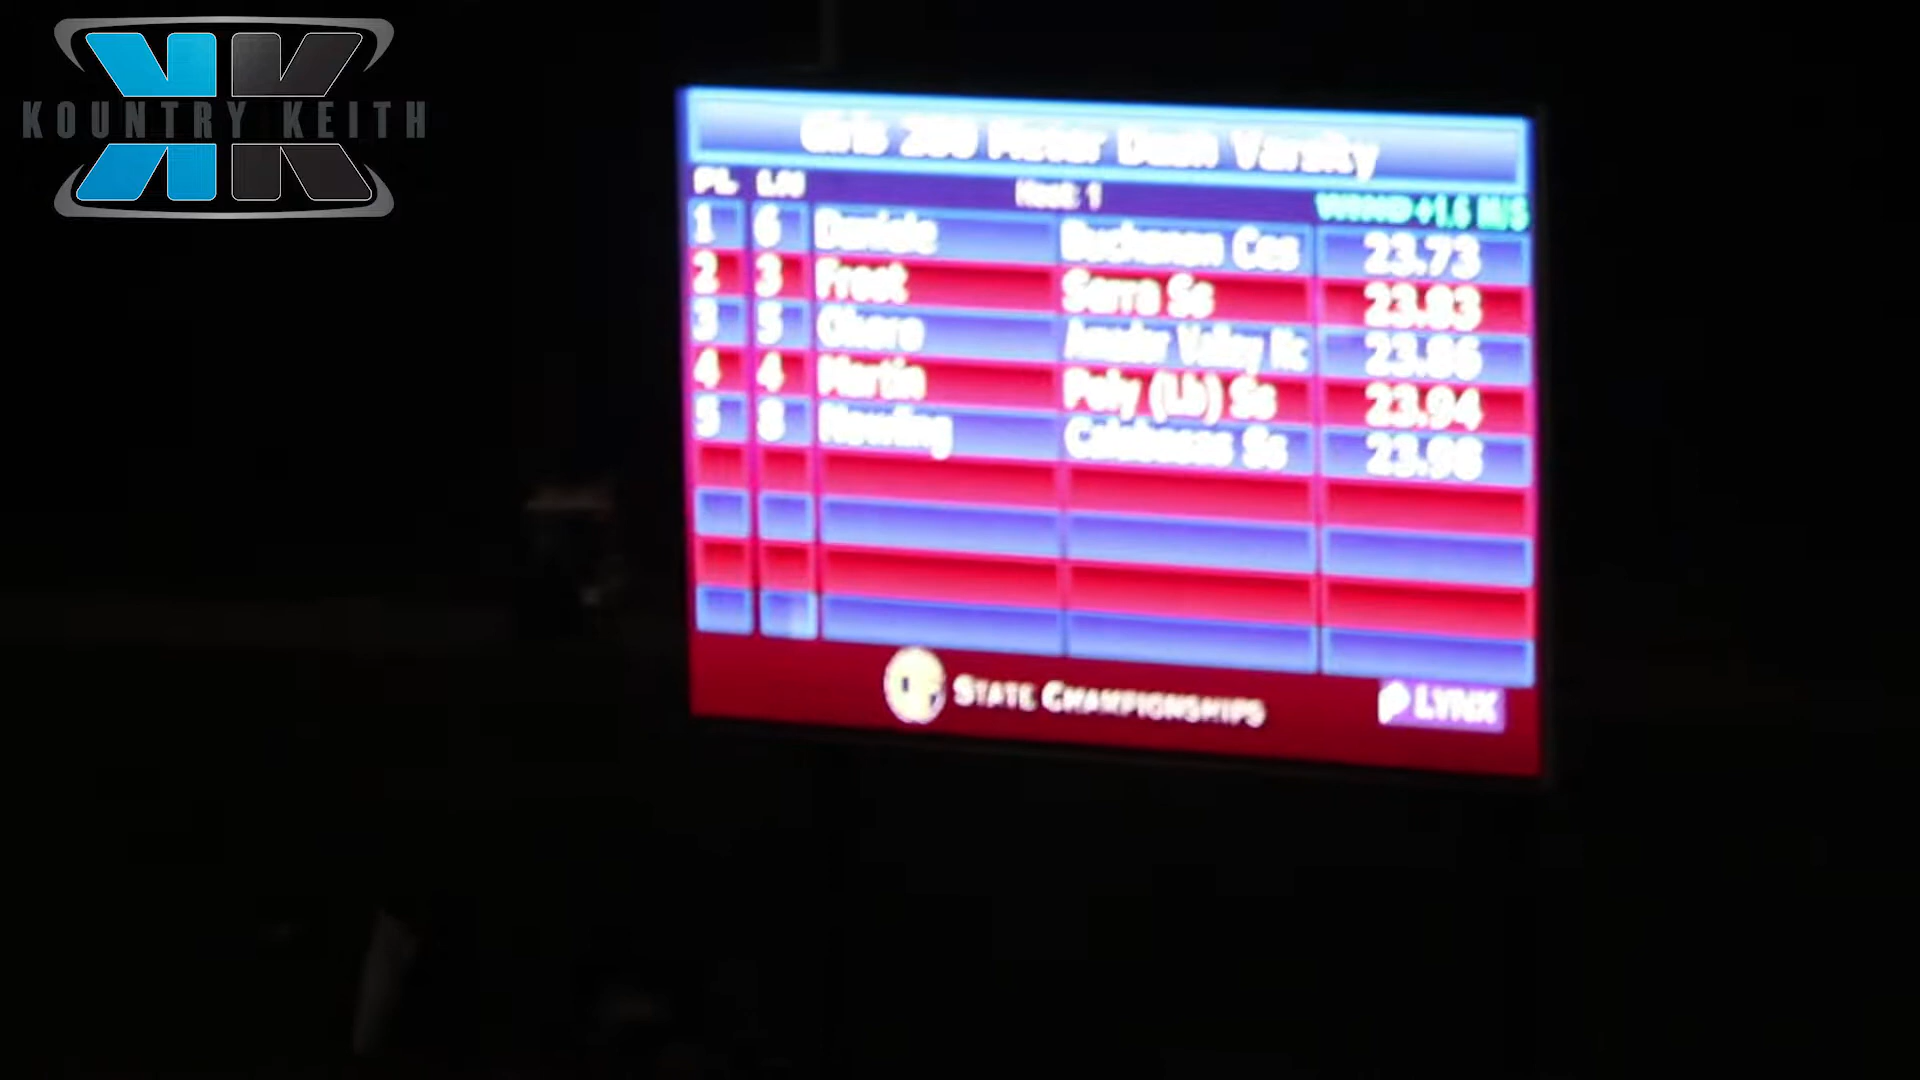 KOUNTRY KEITH
Girls 200 Meter Dash Varsity
PL LN Heat 1 WIND +1.6 M/S
1 6 Daniels Buchanan Ces 23.73
2 3 Frost Serra Ss 23.83
3 5 Okoro Amador Valley Nc 23.86
4 4 Martin Poly (Lb) Ss 23.94
5 8 Nowling Calabasas Ss 23.98
STATE CHAMPIONSHIPS
LYNX